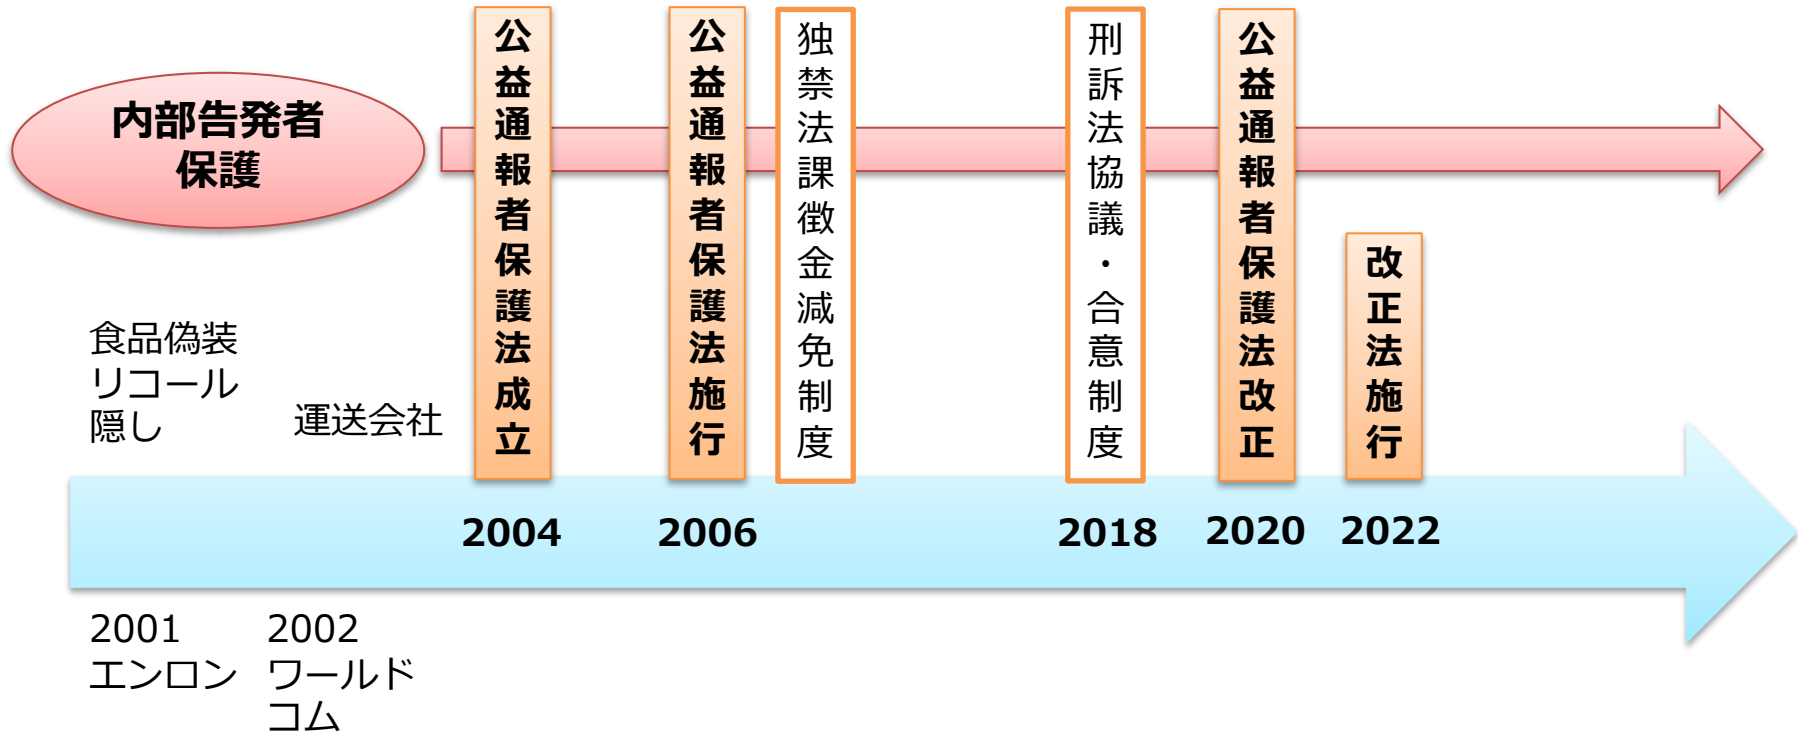 内部告発者
保護
公益通報者保護法成立
公益通報者保護法施行
独禁法課徴金減免制度
刑訴法協議・合意制度
公益通報者保護法改正
改正法施行
食品偽装
リコール
隠し
運送会社
2004
2006
2018
2020
2022
2001
エンロン
2002
ワールド
コム